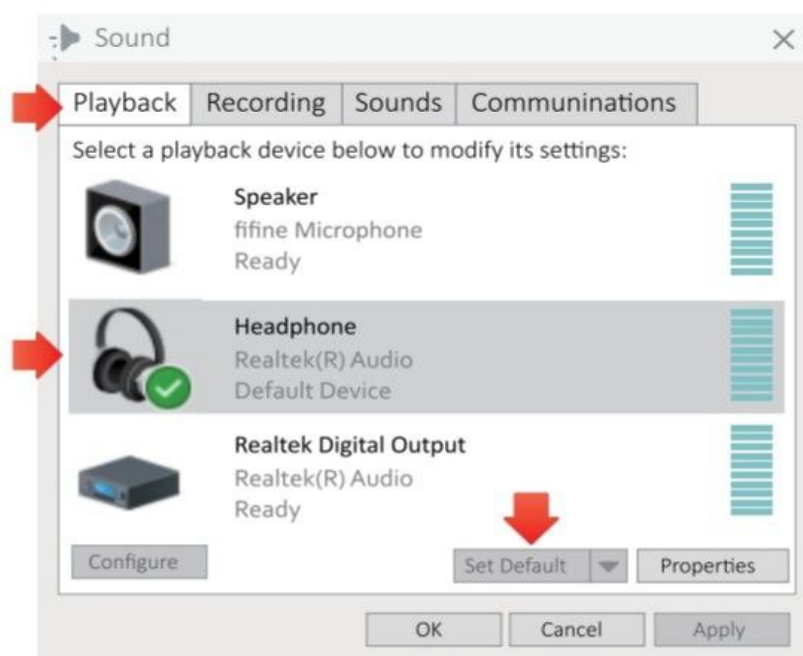 Sound
Playback Recording Sounds Communinations
Select a playback device below to modify its settings:
Speaker
fifine Microphone
Ready
Headphone
Realtek(R) Audio
Default Device
Realtek Digital Output
Realtek(R) Audio
Ready
Configure Set Default Properties
OK Cancel Apply